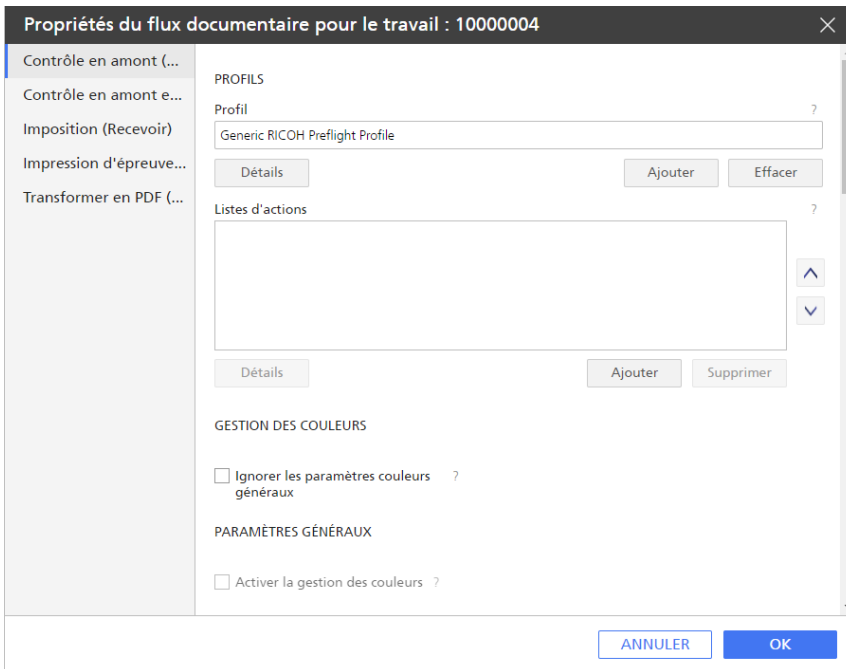 Propriétés du flux documentaire pour le travail : 10000004
Contrôle en amont (...
Contrôle en amont e...
Imposition (Recevoir)
Impression d'épreuve...
Transformer en PDF (...
PROFILS
Profil ?
Generic RICOH Preflight Profile
Détails Ajouter Effacer
Listes d'actions ?
Détails Ajouter Supprimer
GESTION DES COULEURS
Ignorer les paramètres couleurs ?
généraux
PARAMÈTRES GÉNÉRAUX
Activer la gestion des couleurs ?
ANNULER OK